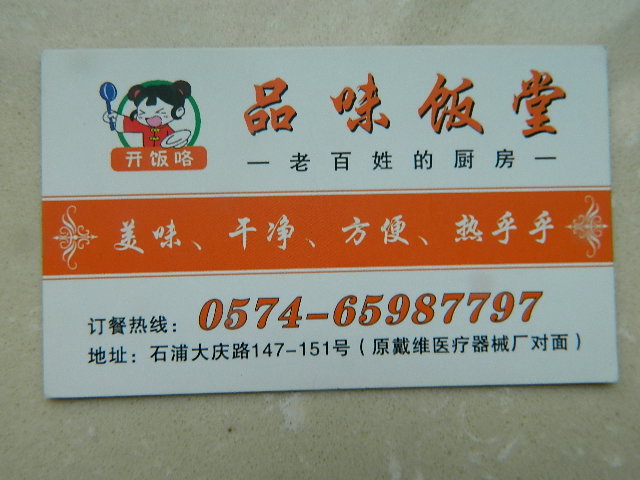 品味饭堂
开饭咯
—老百姓的厨房—
美味、干净、方便、热乎乎
订餐热线：0574-65987797
地址：石浦大庆路147-151号（原戴维医疗器械厂对面）